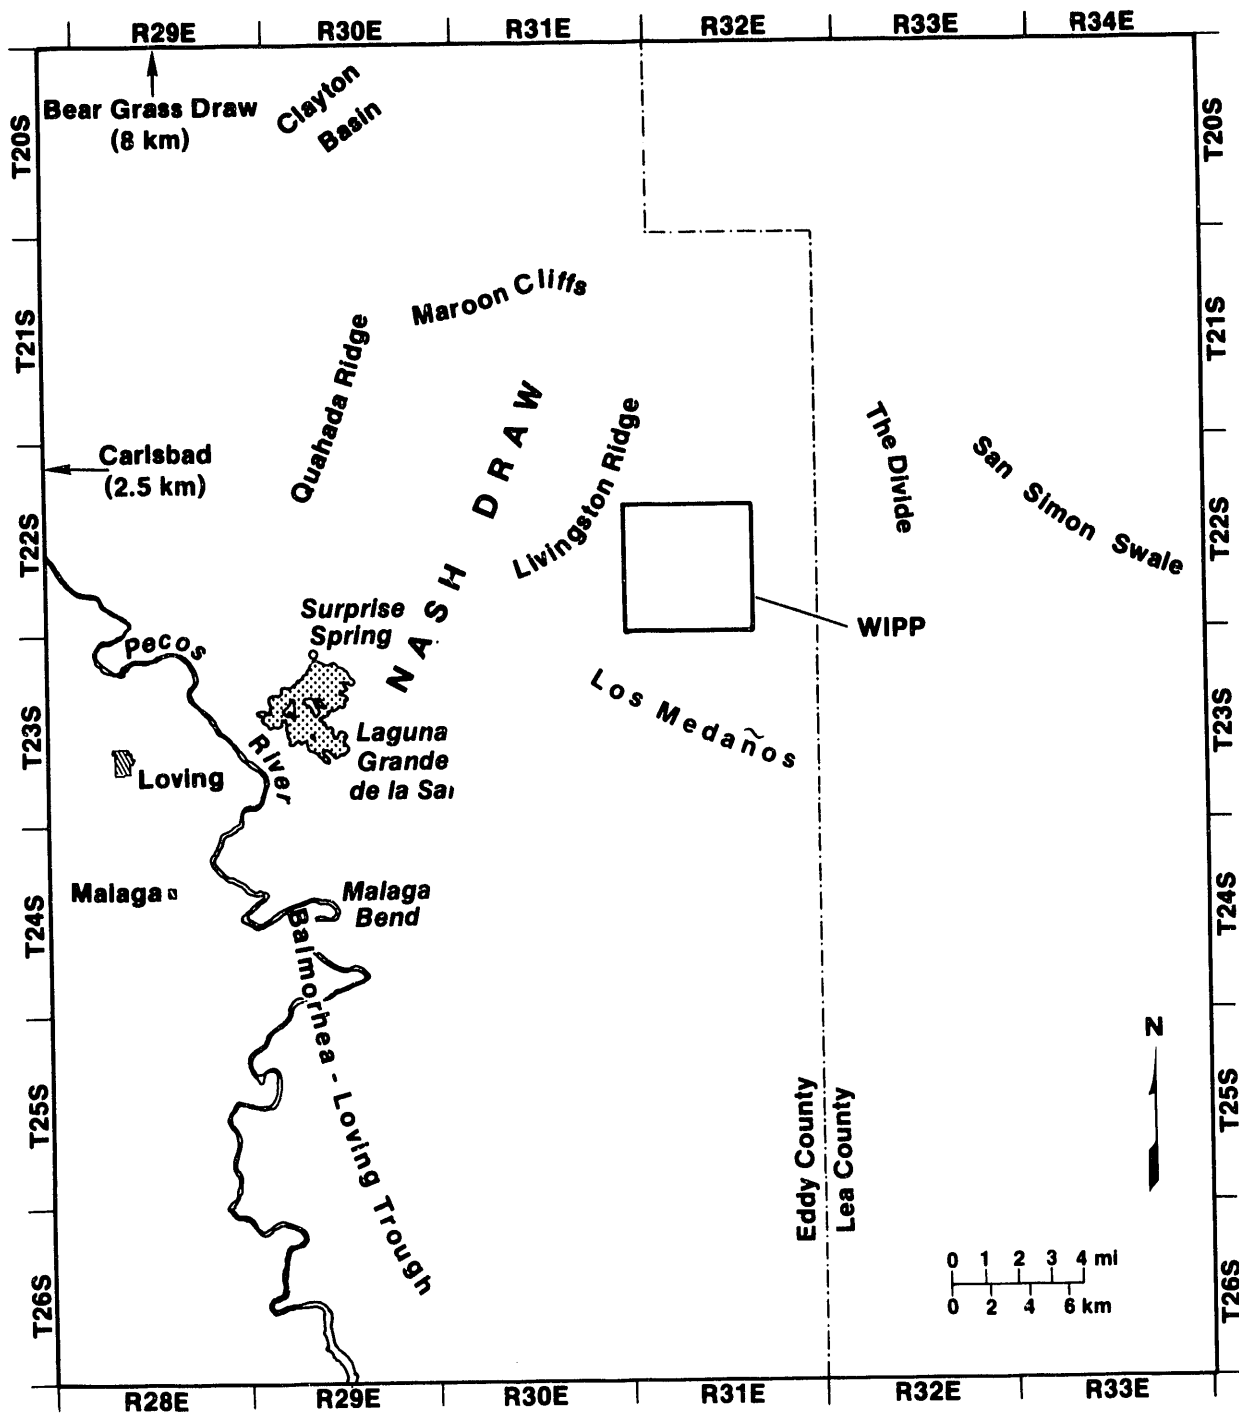 R29E R30E R31E R32E R33E R34E
Bear Grass Draw
(8 km)
Clayton
Basin
T20S
T20S
Maroon Cliffs
T21S
T21S
Quahada Ridge
NASH DRAW
Livingston Ridge
The Divide
San Simon Swale
Carlsbad
(2.5 km)
T22S
T22S
WIPP
Surprise
Spring
Pecos
River
Los Medaños
T23S
T23S
Laguna
Grande
de la Sal
Loving
Malaga
Malaga
Bend
T24S
T24S
Balmorhea - Loving Trough
N
T25S
T25S
Eddy County
Lea County
0 1 2 3 4 mi
0 2 4 6 km
T26S
T26S
R28E R29E R30E R31E R32E R33E